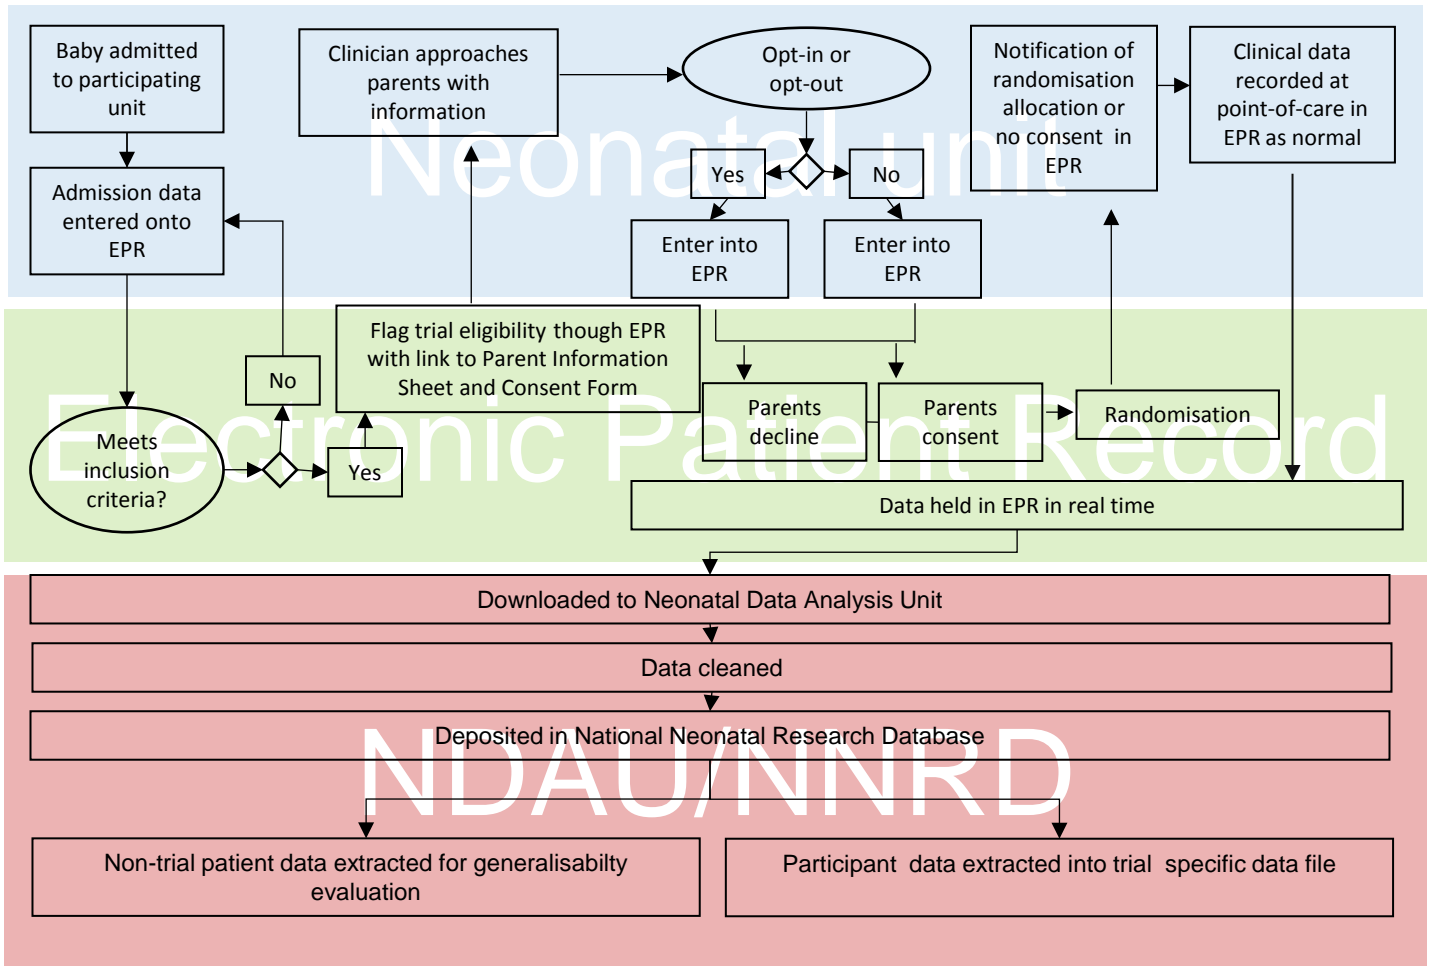 Baby admitted
to participating
unit
Clinician approaches
parents with
information
Opt-in or
opt-out
Notification of
randomisation
allocation or
no consent in
EPR
Clinical data
recorded at
point-of-care in
EPR as normal
Neonatal unit
Yes
No
Admission data
entered onto
EPR
Enter into
EPR
Enter into
EPR
Flag trial eligibility though EPR
with link to Parent Information
Sheet and Consent Form
No
Parents
decline
Parents
consent
Randomisation
Electronic Patient Record
Meets
inclusion
criteria?
Yes
Data held in EPR in real time
Downloaded to Neonatal Data Analysis Unit
Data cleaned
Deposited in National Neonatal Research Database
NDAU/NNRD
Non-trial patient data extracted for generalisabilty
evaluation
Participant data extracted into trial specific data file